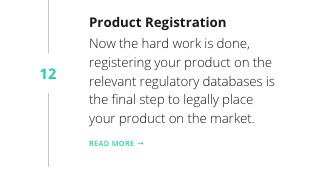 Product Registration
12
Now the hard work is done,
registering your product on the
relevant regulatory databases is
the final step to legally place
your product on the market.
READ MORE →